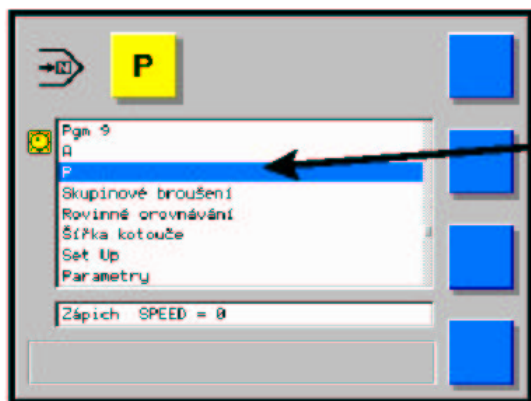 N
P
Pgm 9
A
P
Skupinové broušení
Rovinné orovnávání
Šířka kotouče
Set Up
Parametry
Zápich SPEED = 0